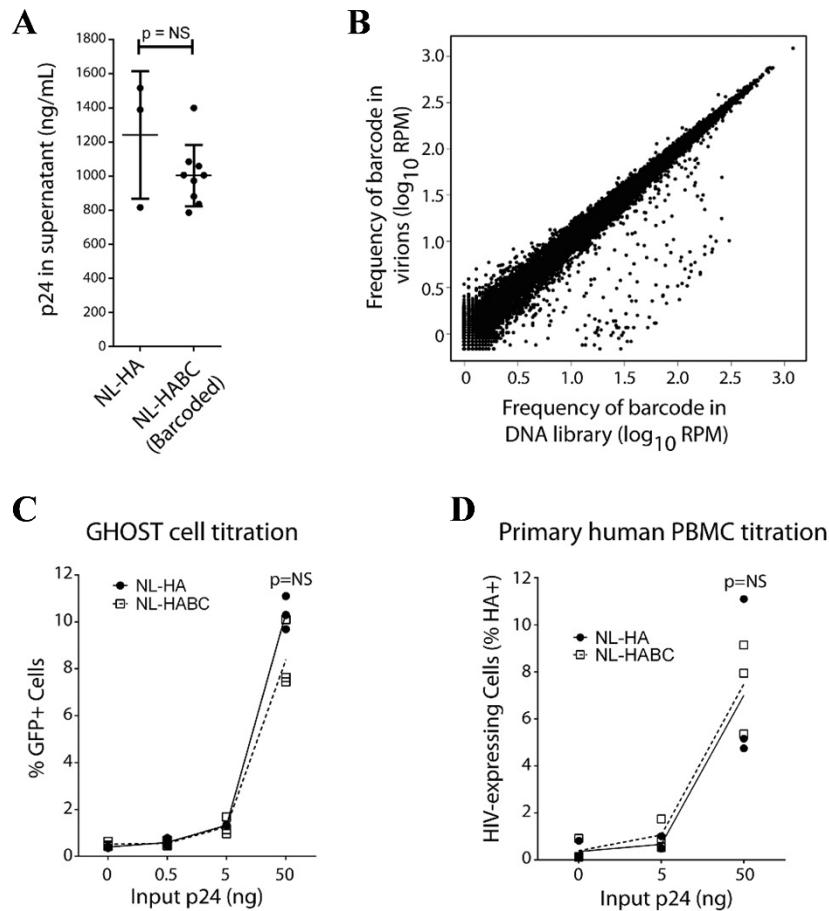 A
p = NS
p24 in supernatant (ng/mL)
1800
1600
1400
1200
1000
800
600
400
200
0
NL-HA
NL-HABC
(Barcoded)
B
Frequency of barcode in
virions (log10 RPM)
3.0
2.5
2.0
1.5
1.0
0.5
0
0 0.5 1.0 1.5 2.0 2.5 3.0
Frequency of barcode in
DNA library (log10 RPM)
C
GHOST cell titration
% GFP+ Cells
12
10
8
6
4
2
0
NL-HA
NL-HABC
p=NS
0 0.5 5 50
Input p24 (ng)
D
Primary human PBMC titration
HIV-expressing Cells (% HA+)
12
10
8
6
4
2
0
NL-HA
NL-HABC
p=NS
0 5 50
Input p24 (ng)